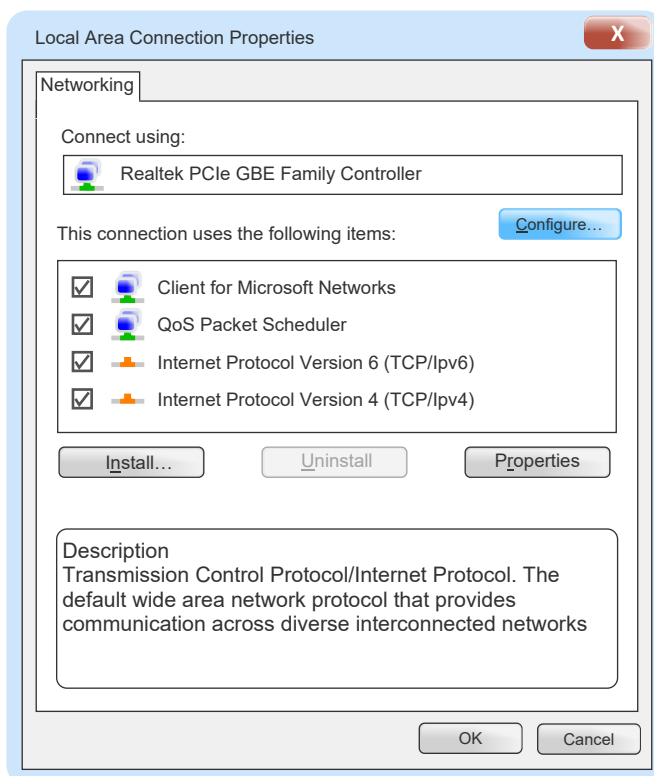 Local Area Connection Properties
X
Networking
Connect using:
Realtek PCIe GBE Family Controller
Configure...
This connection uses the following items:
Client for Microsoft Networks
QoS Packet Scheduler
Internet Protocol Version 6 (TCP/Ipv6)
Internet Protocol Version 4 (TCP/Ipv4)
Install... Uninstall Properties
Description
Transmission Control Protocol/Internet Protocol. The
default wide area network protocol that provides
communication across diverse interconnected networks
OK Cancel